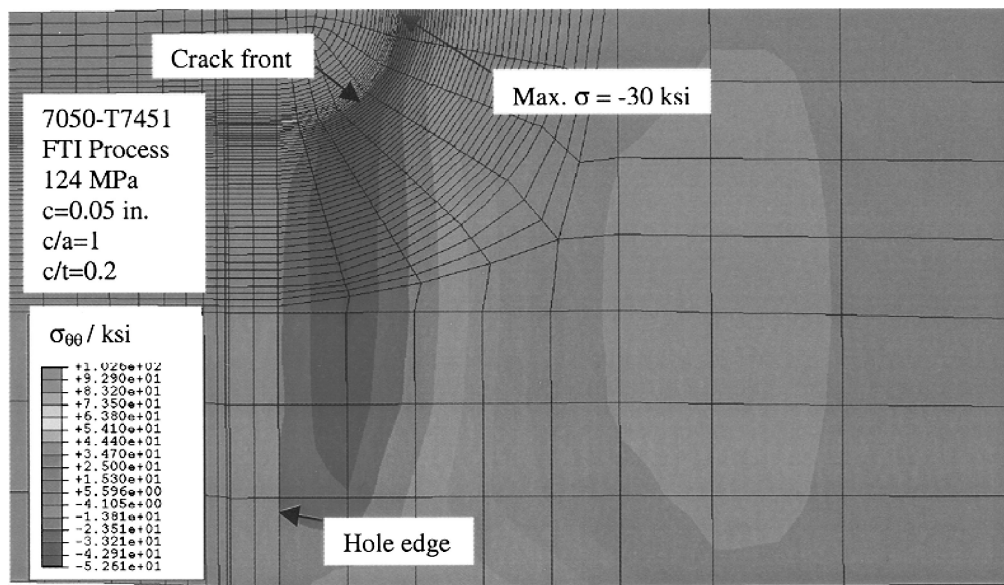 Crack front
Max. σ = -30 ksi
7050-T7451
FTI Process
124 MPa
c=0.05 in.
c/a=1
c/t=0.2
σθθ / ksi
+1.026e+02
+9.290e+01
+8.320e+01
+7.350e+01
+6.380e+01
+5.410e+01
+4.440e+01
+3.470e+01
+2.500e+01
+1.530e+01
+5.596e+00
-4.105e+00
-1.381e+01
-2.351e+01
-3.321e+01
-4.291e+01
-5.261e+01
Hole edge